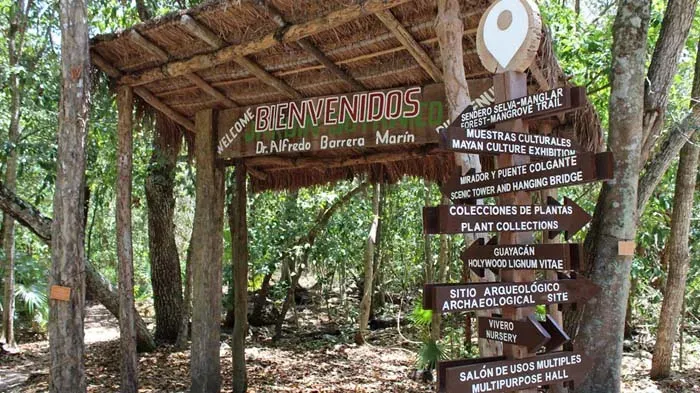 WELCOME
BIENVENIDOS
Dr. Alfredo Barrera Marín
SENDERO SELVA-MANGLAR
FOREST-MANGROVE TRAIL
MUESTRAS CULTURALES
MAYAN CULTURE EXHIBITION
MIRADOR Y PUENTE COLGANTE
SCENIC TOWER AND HANGING BRIDGE
COLECCIONES DE PLANTAS
PLANT COLLECTIONS
GUAYACÁN
HOLYWOOD LIGNUM VITAE
SITIO ARQUEOLÓGICO
ARCHAEOLOGICAL SITE
VIVERO
NURSERY
SALÓN DE USOS MULTIPLES
MULTIPURPOSE HALL